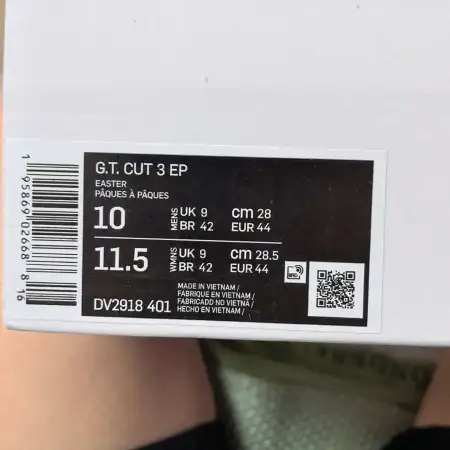 G.T. CUT 3 EP
EASTER
PÂQUES À PÂQUES
10 MENS UK 9 cm 28
BR 42 EUR 44
11.5 WMNS UK 9 cm 28.5
BR 42 EUR 44
DV2918 401
MADE IN VIETNAM /
FABRIQUE EN VIETNAM /
FABRICADO NO VIETNÃ /
HECHO EN VIETNAM /
1 95869 02668 8 16